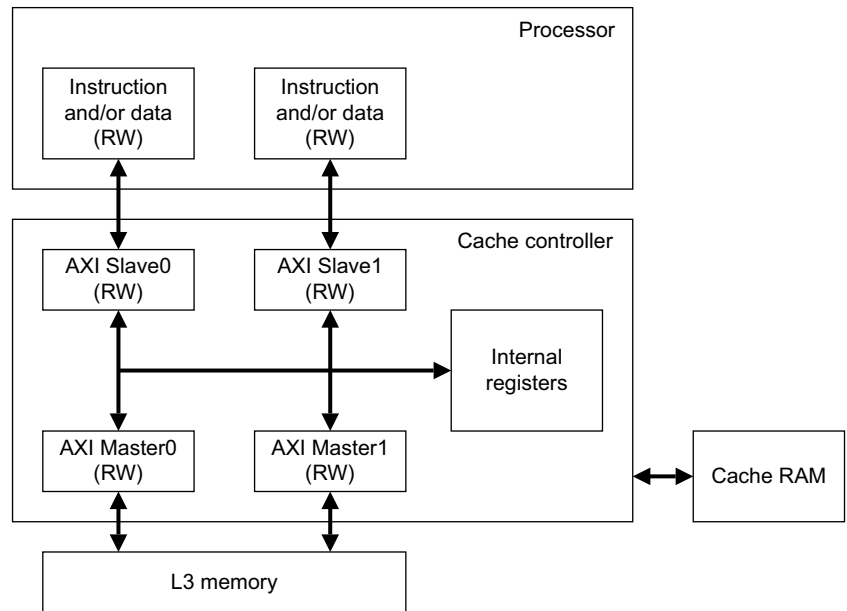 Processor
Instruction
and/or data
(RW)
Instruction
and/or data
(RW)
Cache controller
AXI Slave0
(RW)
AXI Slave1
(RW)
Internal
registers
AXI Master0
(RW)
AXI Master1
(RW)
Cache RAM
L3 memory